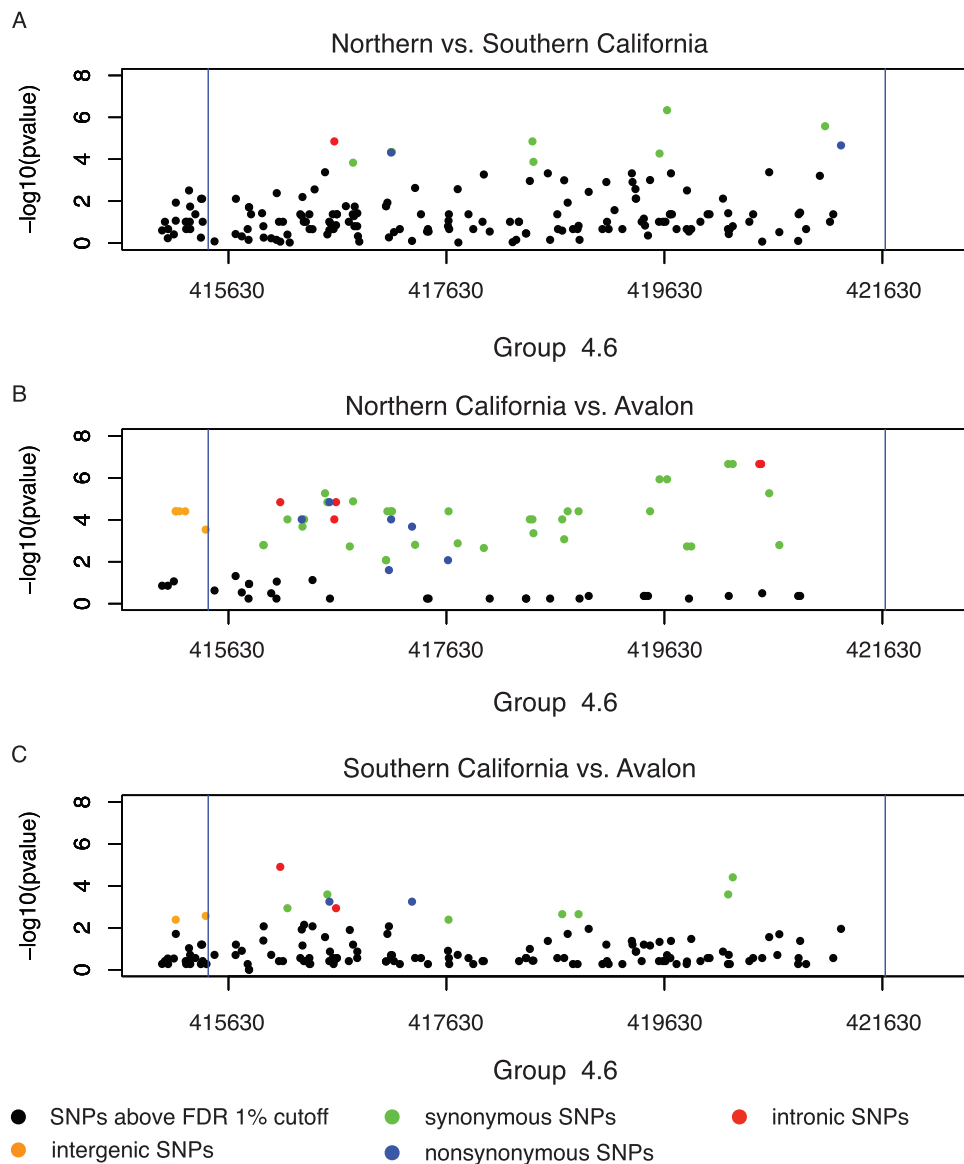 A
Northern vs. Southern California
-log10(pvalue)
8
6
4
2
0
415630 417630 419630 421630
Group 4.6
B
Northern California vs. Avalon
-log10(pvalue)
8
6
4
2
0
415630 417630 419630 421630
Group 4.6
C
Southern California vs. Avalon
-log10(pvalue)
8
6
4
2
0
415630 417630 419630 421630
Group 4.6
SNPs above FDR 1% cutoff synonymous SNPs intronic SNPs
intergenic SNPs nonsynonymous SNPs